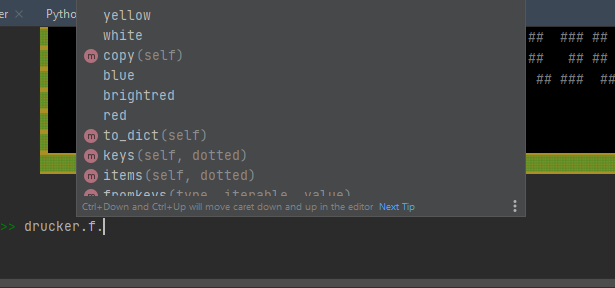 er
Pytho
yellow
white
m copy(self)
blue
brightred
red
m to_dict(self)
m keys(self, dotted)
m items(self, dotted)
m fromkeys(type, iterable, value)
Ctrl+Down and Ctrl+Up will move caret down and up in the editor Next Tip
## ### ##
## ## ##
## ### ##
>> drucker.f.